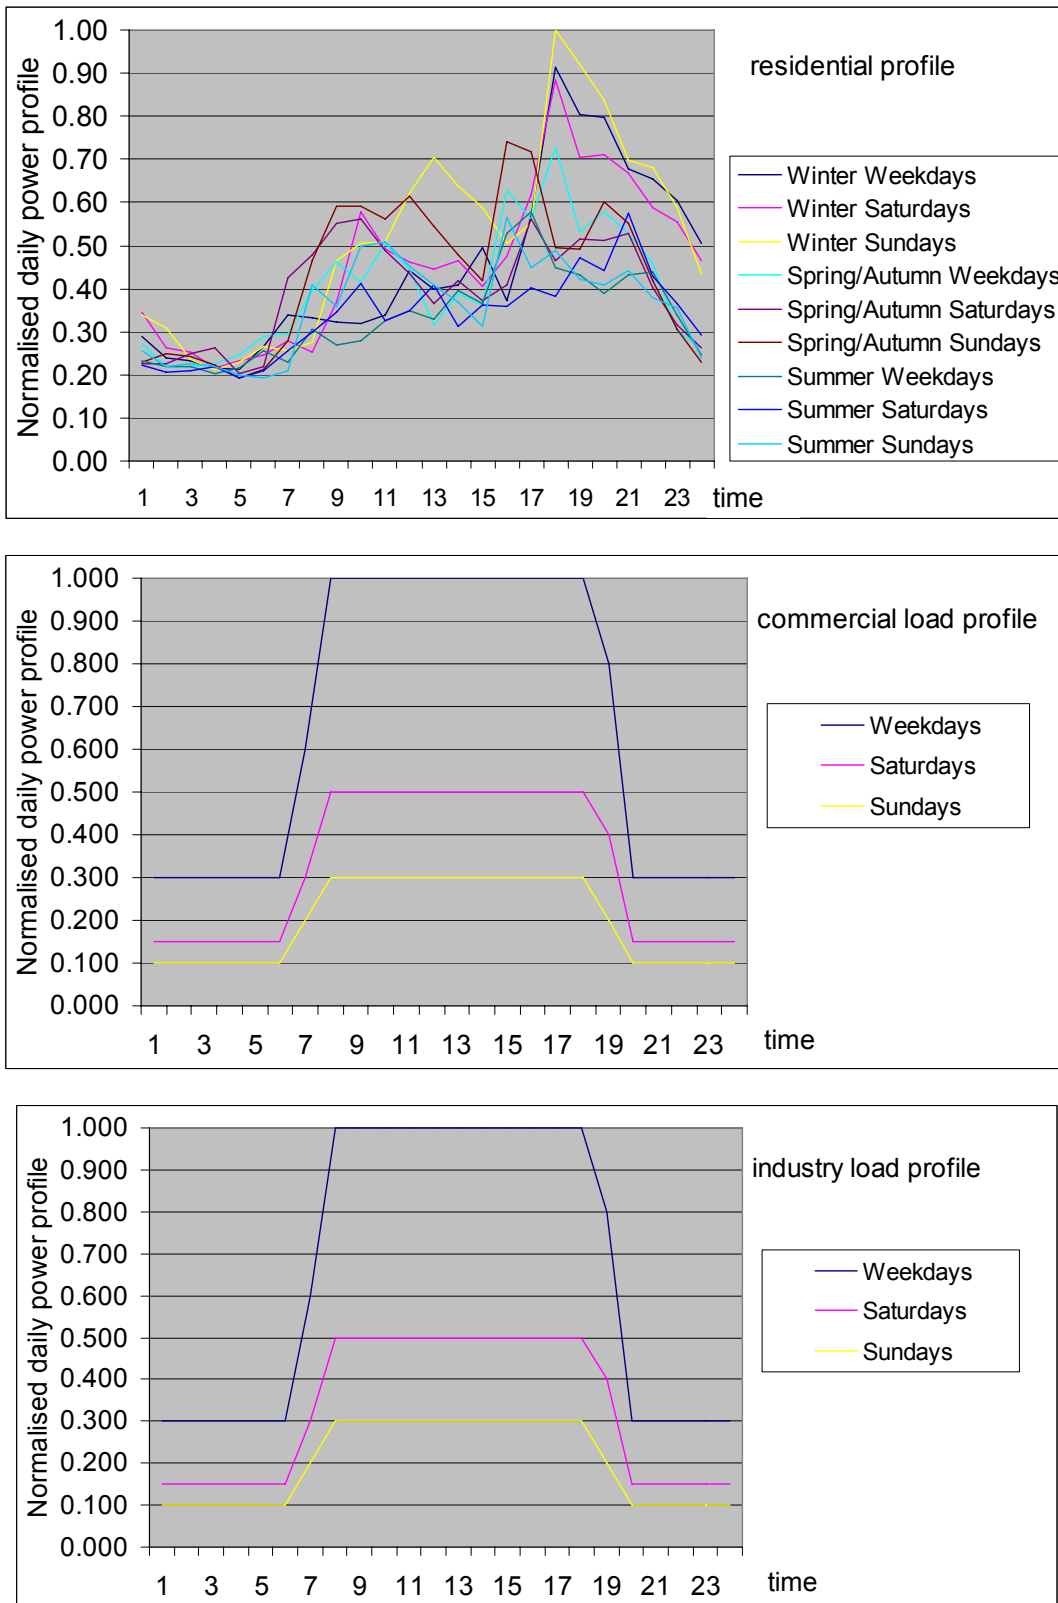 Normalised daily power profile
1.00
0.90
0.80
0.70
0.60
0.50
0.40
0.30
0.20
0.10
0.00
1 3 5 7 9 11 13 15 17 19 21 23 time
residential profile
Winter Weekdays
Winter Saturdays
Winter Sundays
Spring/Autumn Weekdays
Spring/Autumn Saturdays
Spring/Autumn Sundays
Summer Weekdays
Summer Saturdays
Summer Sundays
Normalised daily power profile
1.000
0.900
0.800
0.700
0.600
0.500
0.400
0.300
0.200
0.100
0.000
1 3 5 7 9 11 13 15 17 19 21 23 time
commercial load profile
Weekdays
Saturdays
Sundays
Normalised daily power profile
1.000
0.900
0.800
0.700
0.600
0.500
0.400
0.300
0.200
0.100
0.000
1 3 5 7 9 11 13 15 17 19 21 23 time
industry load profile
Weekdays
Saturdays
Sundays